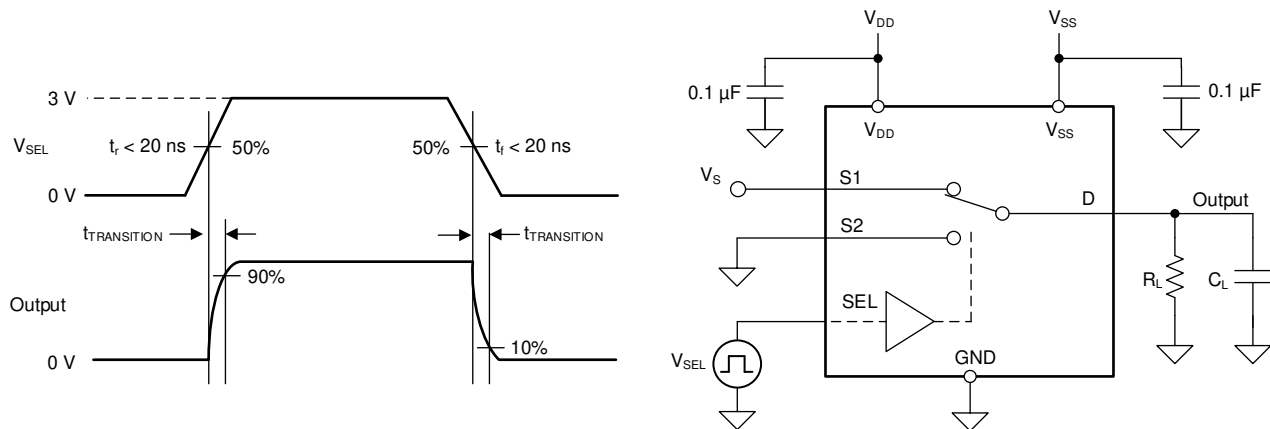 3 V
V_SEL
t_r < 20 ns
50%
50%
t_f < 20 ns
0 V
t_TRANSITION
t_TRANSITION
90%
Output
10%
0 V
V_DD
V_SS
0.1 µF
0.1 µF
V_DD
V_SS
V_S
S1
D
Output
S2
R_L
C_L
SEL
V_SEL
GND